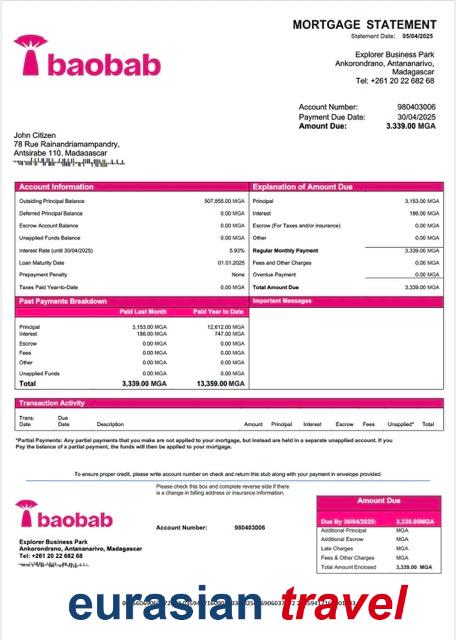 MORTGAGE STATEMENT
Statement Date: 05/04/2025
baobab
Explorer Business Park
Ankorondrano, Antananarivo,
Madagascar
Tel: +261 20 22 682 68
Account Number: 980403006
Payment Due Date: 30/04/2025
Amount Due: 3.339.00 MGA
John Citizen
78 Rue Rainandriamampandry,
Antsirabe 110, Madagascar
Account Information
Outsiding Principal Balance 507,855.00 MGA
Deferred Principal Balance 0.00 MGA
Escrow Account Balance 0.00 MGA
Unapplied Funds Balance 0.00 MGA
Interest Rate (until 30/04/2025) 5.93%
Loan Maturity Date 01.01.2025
Prepayment Penalty None
Taxes Paid Year-to-Date 0.00 MGA
Explanation of Amount Due
Principal 3,153.00 MGA
Interest 186.00 MGA
Escrow (For Taxes and/or insurance) 0.00 MGA
Other 0.00 MGA
Regular Monthly Payment 3,339.00 MGA
Fees and Other Charges 0.00 MGA
Overdue Payment 0.00 MGA
Total Amount Due 3,339.00 MGA
Past Payments Breakdown
Paid Last Month Paid Year to Date
Principal 3,153.00 MGA 12,612.00 MGA
Interest 186.00 MGA 747.00 MGA
Escrow 0.00 MGA 0.00 MGA
Fees 0.00 MGA 0.00 MGA
Other 0.00 MGA 0.00 MGA
Unapplied Funds 0.00 MGA 0.00 MGA
Total 3,339.00 MGA 13,359.00 MGA
Important Messages
Transaction Activity
Trans. Date Due Date Description Amount Principal Interest Escrow Fees Unapplied* Total
*Partial Payments: Any partial payments that you make are not applied to your mortgage, but instead are held in a separate unapplied account. If you
Pay the balance of a partial payment, the funds will then be applied to your mortgage.
To ensure proper credit, please write account number on check and return this stub along with your payment in envelope provided.
Please check this box and complete reverse side if there
is a change in billing address or insurance information.
baobab
Account Number: 980403006
Explorer Business Park
Ankorondrano, Antananarivo, Madagascar
Tel: +261 20 22 682 68
Amount Due
Due By 30/04/2025: 3,339.00MGA
Additional Principal MGA
Additional Escrow MGA
Late Charges MGA
Fees & Other Charges MGA
Total Amount Enclosed 3,339.00 MGA
eurasian travel